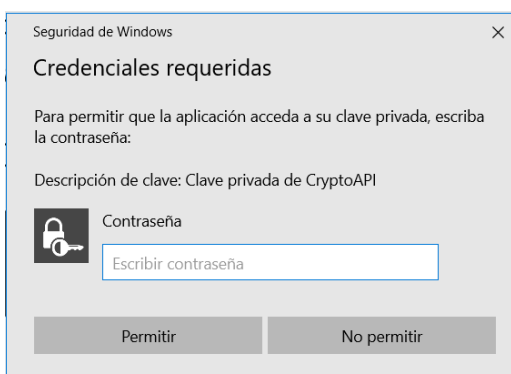 Seguridad de Windows
Credenciales requeridas
Para permitir que la aplicación acceda a su clave privada, escriba
la contraseña:
Descripción de clave: Clave privada de CryptoAPI
Contraseña
Escribir contraseña
Permitir No permitir